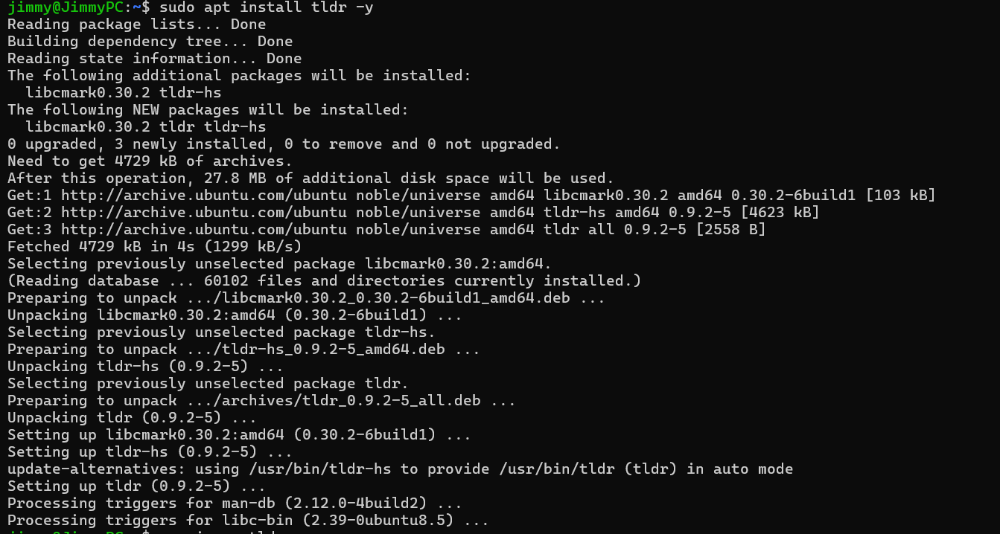 jimmy@JimmyPC:~$ sudo apt install tldr -y
Reading package lists... Done
Building dependency tree... Done
Reading state information... Done
The following additional packages will be installed:
  libcmark0.30.2 tldr-hs
The following NEW packages will be installed:
  libcmark0.30.2 tldr tldr-hs
0 upgraded, 3 newly installed, 0 to remove and 0 not upgraded.
Need to get 4729 kB of archives.
After this operation, 27.8 MB of additional disk space will be used.
Get:1 http://archive.ubuntu.com/ubuntu noble/universe amd64 libcmark0.30.2 amd64 0.30.2-6build1 [103 kB]
Get:2 http://archive.ubuntu.com/ubuntu noble/universe amd64 tldr-hs amd64 0.9.2-5 [4623 kB]
Get:3 http://archive.ubuntu.com/ubuntu noble/universe amd64 tldr all 0.9.2-5 [2558 B]
Fetched 4729 kB in 4s (1299 kB/s)
Selecting previously unselected package libcmark0.30.2:amd64.
(Reading database ... 60102 files and directories currently installed.)
Preparing to unpack .../libcmark0.30.2_0.30.2-6build1_amd64.deb ...
Unpacking libcmark0.30.2:amd64 (0.30.2-6build1) ...
Selecting previously unselected package tldr-hs.
Preparing to unpack .../tldr-hs_0.9.2-5_amd64.deb ...
Unpacking tldr-hs (0.9.2-5) ...
Selecting previously unselected package tldr.
Preparing to unpack .../archives/tldr_0.9.2-5_all.deb ...
Unpacking tldr (0.9.2-5) ...
Setting up libcmark0.30.2:amd64 (0.30.2-6build1) ...
Setting up tldr-hs (0.9.2-5) ...
update-alternatives: using /usr/bin/tldr-hs to provide /usr/bin/tldr (tldr) in auto mode
Setting up tldr (0.9.2-5) ...
Processing triggers for man-db (2.12.0-4build2) ...
Processing triggers for libc-bin (2.39-0ubuntu8.5) ...
jimmy@JimmyPC:~$